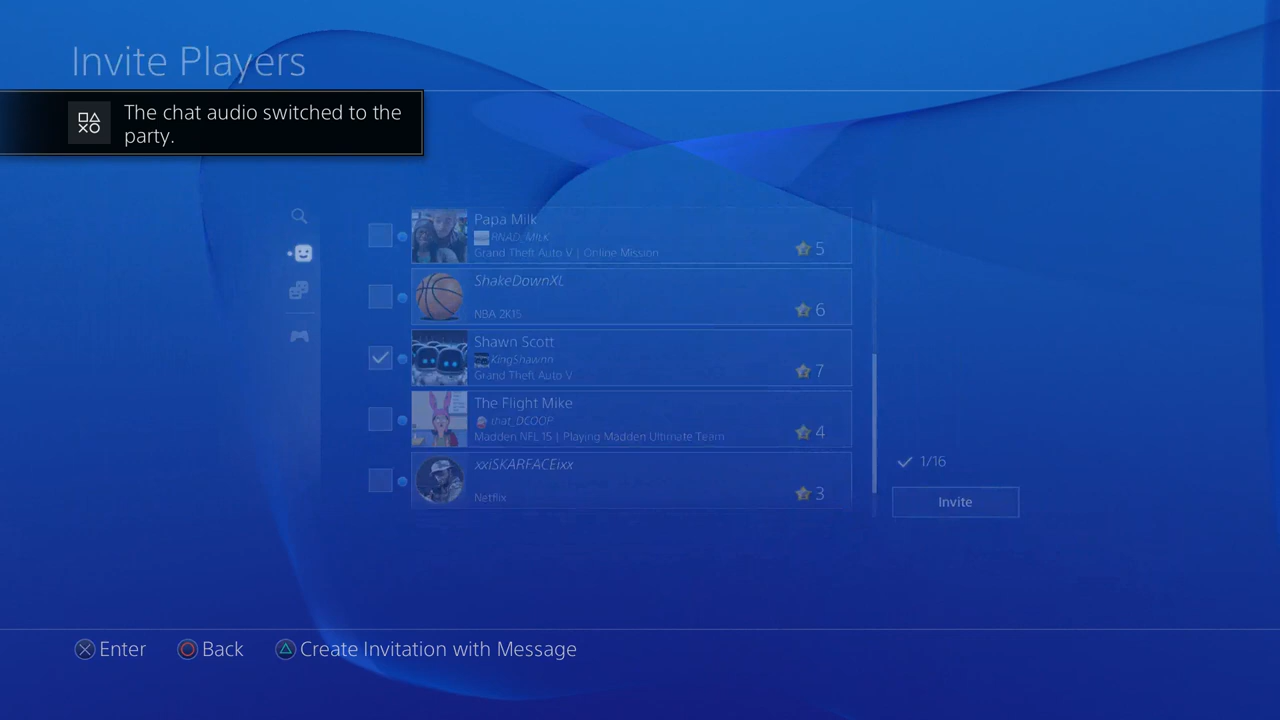 Invite Players
The chat audio switched to the
party.
Papa Milk
RNAD_MILK
Grand Theft Auto V | Online Mission
5
ShakeDownXL
NBA 2K15
6
Shawn Scott
KingShawnn
Grand Theft Auto V
7
The Flight Mike
that_DCOOP
Madden NFL 15 | Playing Madden Ultimate Team
4
xxiSKARFACEixx
Netflix
3
1/16
Invite
Enter Back Create Invitation with Message